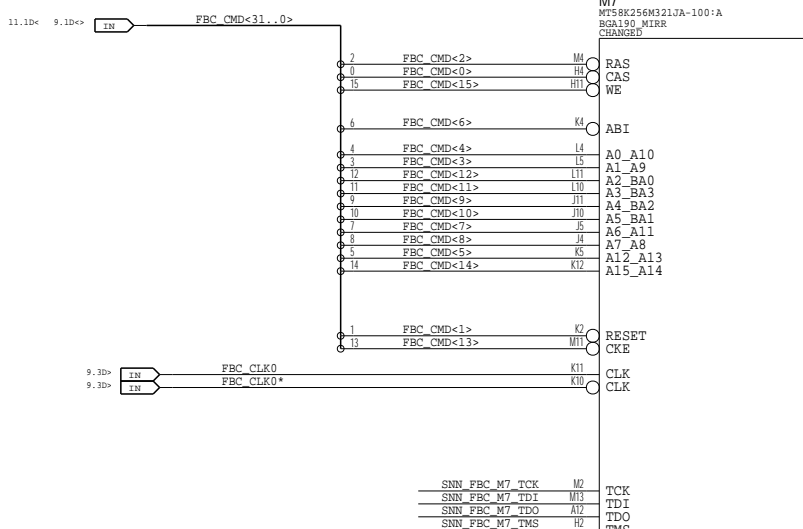 M7
MT58K256M321JA-100:A
BGA190_MIRR
CHANGED
11.1D< 9.1D<> IN FBC_CMD<31..0>
2 FBC_CMD<2> M4 RAS
0 FBC_CMD<0> H4 CAS
15 FBC_CMD<15> H11 WE
6 FBC_CMD<6> K4 ABI
4 FBC_CMD<4> L4 A0_A10
3 FBC_CMD<3> L5 A1_A9
12 FBC_CMD<12> L11 A2_BA0
11 FBC_CMD<11> L10 A3_BA3
9 FBC_CMD<9> J11 A4_BA2
10 FBC_CMD<10> J10 A5_BA1
7 FBC_CMD<7> J5 A6_A11
8 FBC_CMD<8> J4 A7_A8
5 FBC_CMD<5> K5 A12_A13
14 FBC_CMD<14> K12 A15_A14
1 FBC_CMD<1> K2 RESET
13 FBC_CMD<13> M11 CKE
9.3D> IN FBC_CLK0 K11 CLK
9.3D> IN FBC_CLK0* K10 CLK
SNN_FBC_M7_TCK M2 TCK
SNN_FBC_M7_TDI M13 TDI
SNN_FBC_M7_TDO A12 TDO
SNN_FBC_M7_TMS H2 TMS